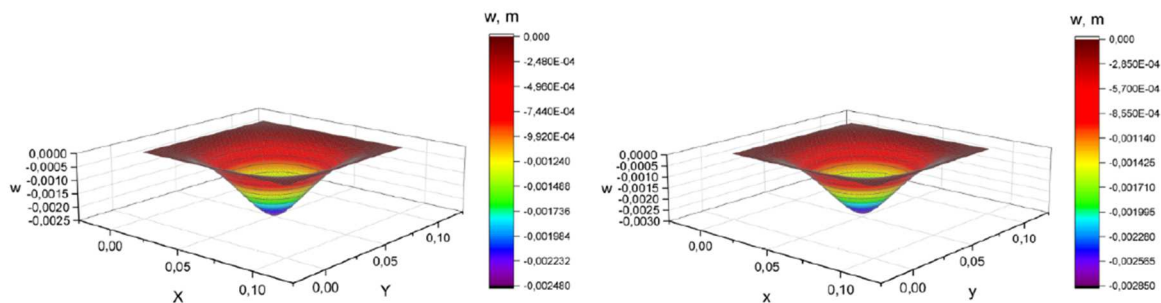 w, m
0,000
-2,480E-04
-4,960E-04
-7,440E-04
-9,920E-04
-0,001240
-0,001488
-0,001736
-0,001984
-0,002232
-0,002480
0,0000
-0,0005
-0,0010
-0,0015
-0,0020
-0,0025
w
0,00
0,05
0,10
X
0,00
0,05
0,10
Y
w, m
0,000
-2,850E-04
-5,700E-04
-8,550E-04
-0,001140
-0,001425
-0,001710
-0,001995
-0,002280
-0,002565
-0,002850
0,0000
-0,0005
-0,0010
-0,0015
-0,0020
-0,0025
-0,0030
w
0,00
0,05
0,10
x
0,00
0,05
0,10
y